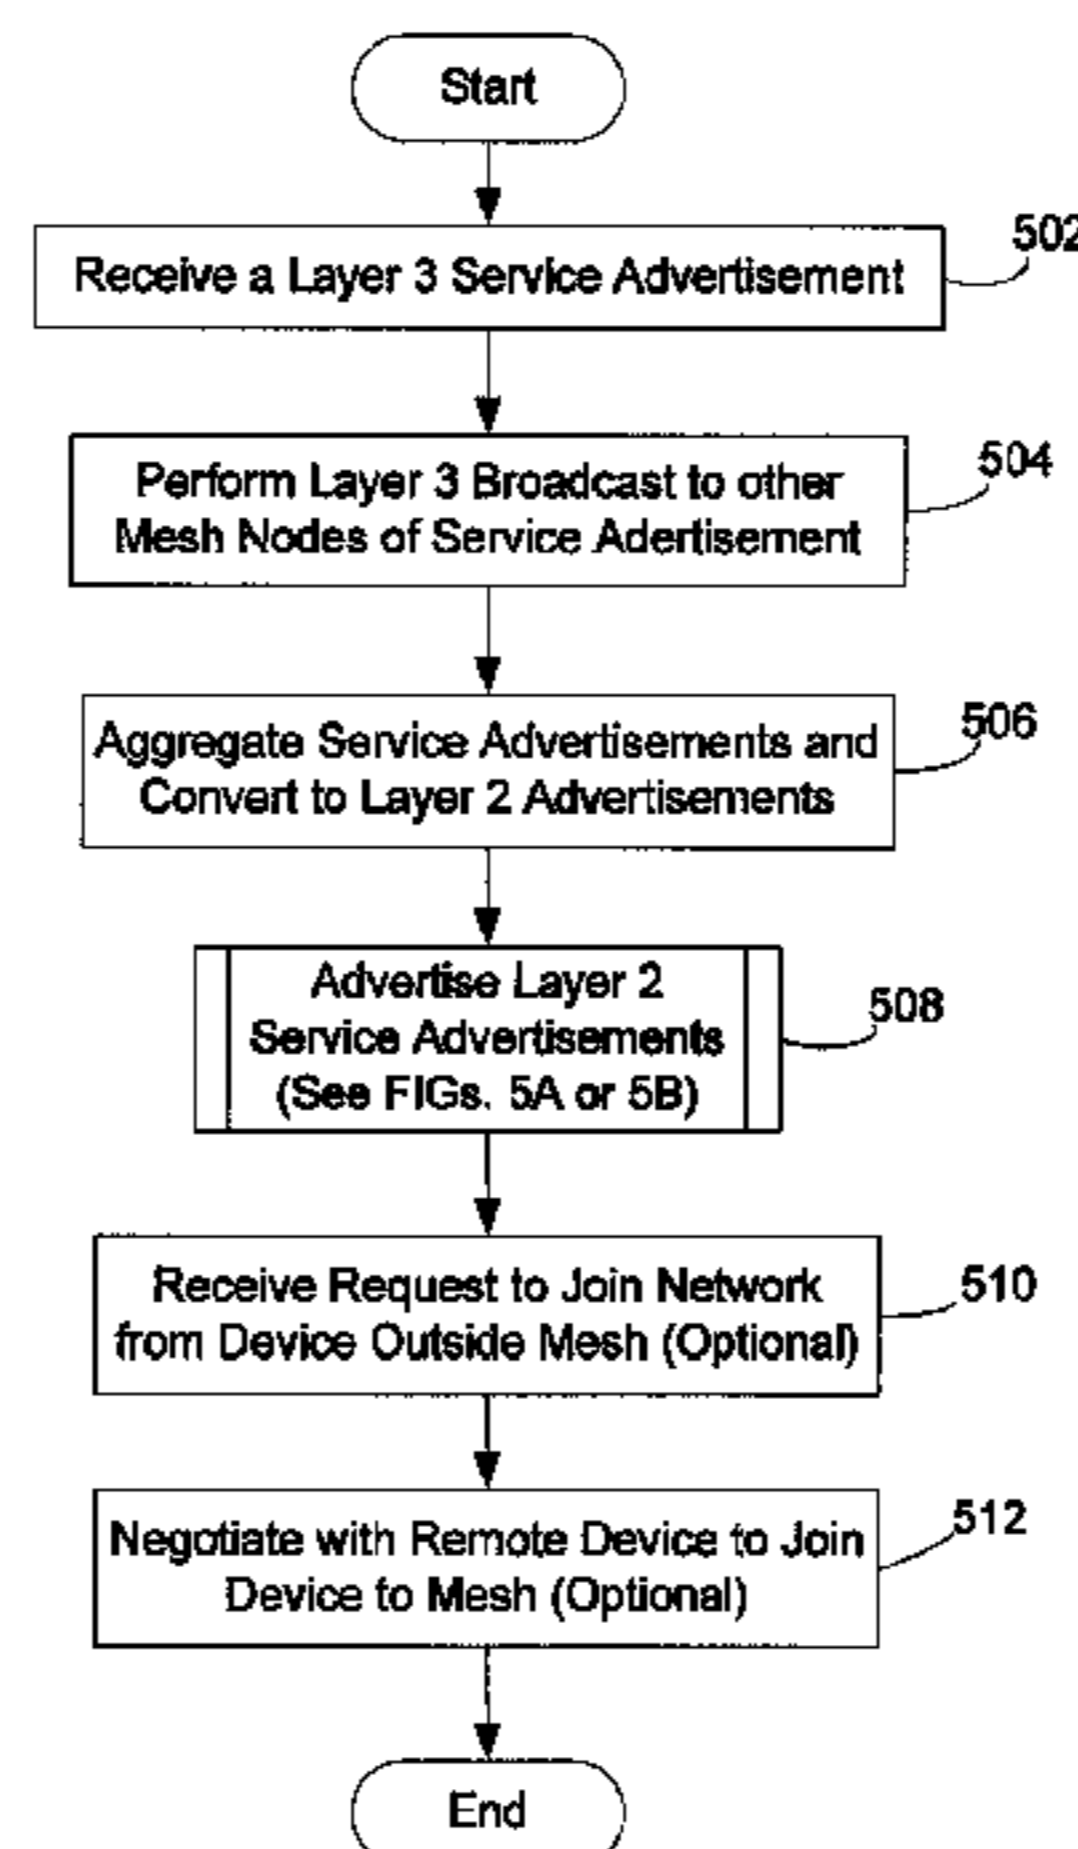 Start
Receive a Layer 3 Service Advertisement
502
Perform Layer 3 Broadcast to other
Mesh Nodes of Service Adertisement
504
Aggregate Service Advertisements and
Convert to Layer 2 Advertisements
506
Advertise Layer 2
Service Advertisements
(See FIGs. 5A or 5B)
508
Receive Request to Join Network
from Device Outside Mesh (Optional)
510
Negotiate with Remote Device to Join
Device to Mesh (Optional)
512
End